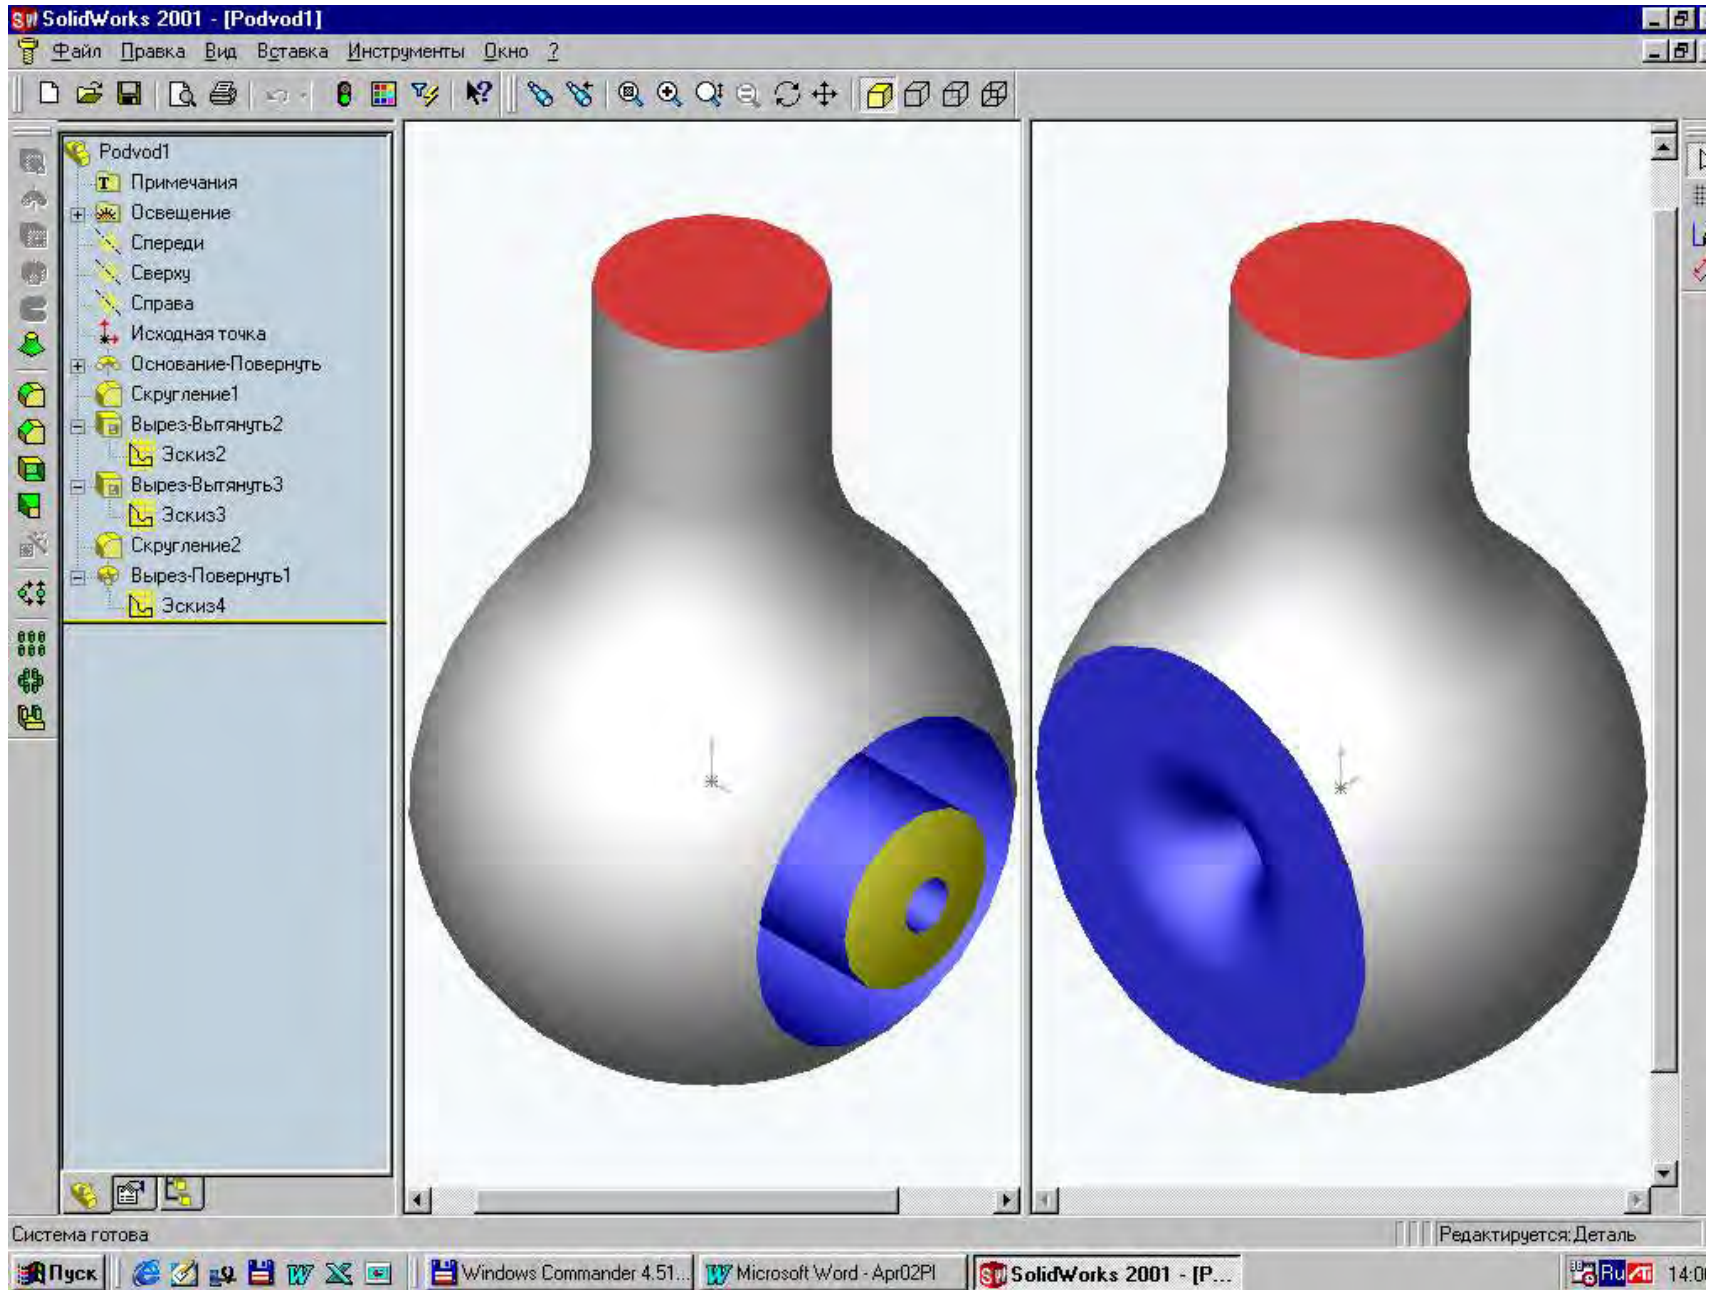 SolidWorks 2001 - [Podvod1]
Файл Правка Вид Вставка Инструменты Окно ?
Podvod1
Примечания
Освещение
Спереди
Сверху
Справа
Исходная точка
Основание-Повернуть
Скругление1
Вырез-Вытянуть2
Эскиз2
Вырез-Вытянуть3
Эскиз3
Скругление2
Вырез-Повернуть1
Эскиз4
Система готова
Редактируется:Деталь
Пуск
Windows Commander 4.51...
Microsoft Word - Apr02Pl
SolidWorks 2001 - [P...
Ru